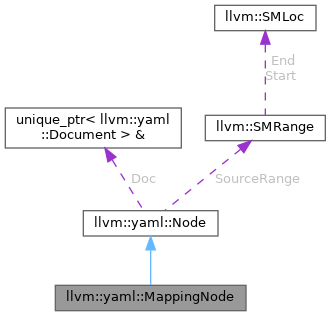 llvm::SMLoc
End
Start
unique_ptr< llvm::yaml
::Document > &
llvm::SMRange
Doc
SourceRange
llvm::yaml::Node
llvm::yaml::MappingNode